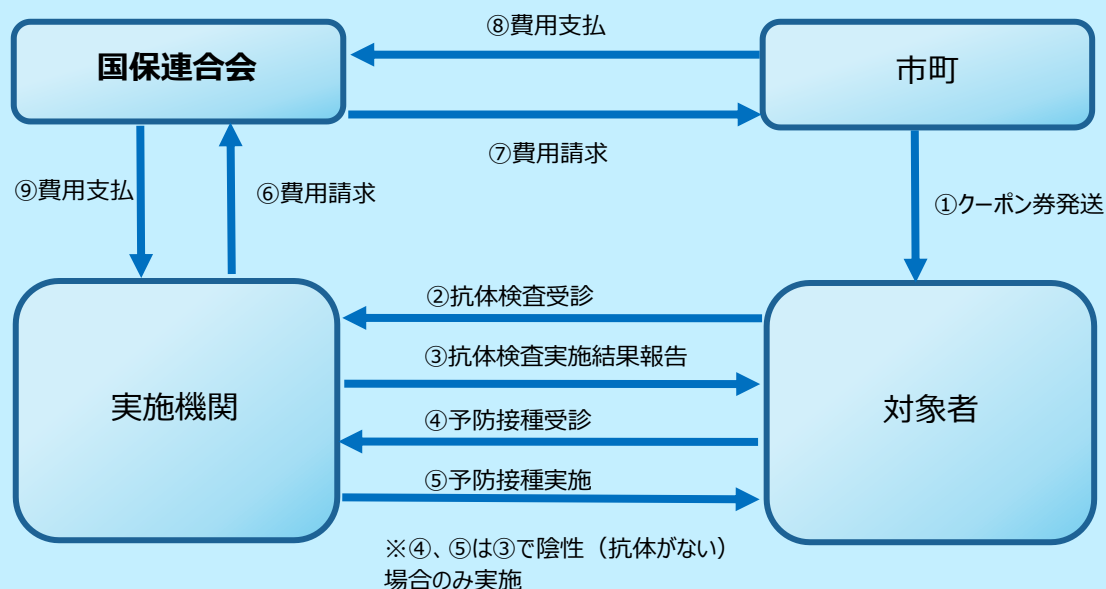 ⑧費用支払
国保連合会
市町
⑦費用請求
⑨費用支払
⑥費用請求
①クーポン券発送
②抗体検査受診
③抗体検査実施結果報告
実施機関
対象者
④予防接種受診
⑤予防接種実施
※④、⑤は③で陰性（抗体がない）
場合のみ実施